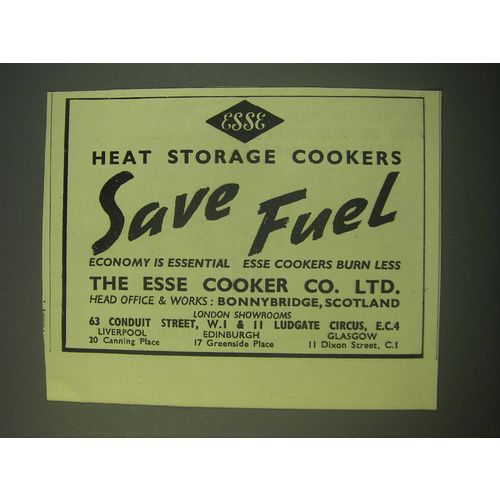 ESSE
HEAT STORAGE COOKERS
Save Fuel
ECONOMY IS ESSENTIAL ESSE COOKERS BURN LESS
THE ESSE COOKER CO. LTD.
HEAD OFFICE & WORKS: BONNYBRIDGE, SCOTLAND
LONDON SHOWROOMS
63 CONDUIT STREET, W.1 & 11 LUDGATE CIRCUS, E.C.4
LIVERPOOL EDINBURGH GLASGOW
20 Canning Place 17 Greenside Place 11 Dixon Street, C.1